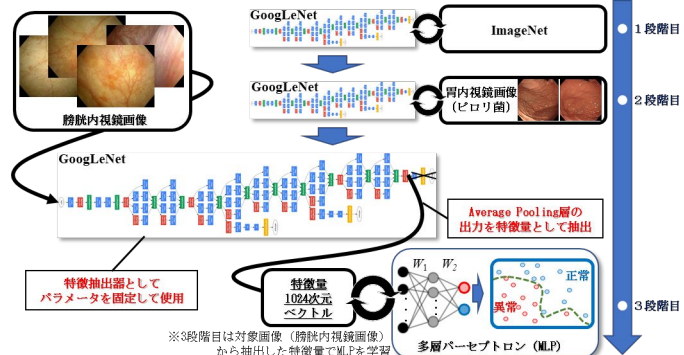 GoogLeNet
ImageNet
1段階目
GoogLeNet
胃内視鏡画像
(ピロリ菌)
2段階目
膀胱内視鏡画像
GoogLeNet
Average Pooling層の
出力を特徴量として抽出
特徴抽出器として
パラメータを固定して使用
特徴量
1024次元
ベクトル
W1 W2
正常
異常
多層パーセプトロン(MLP)
3段階目
※3段階目は対象画像(膀胱内視鏡画像)
から抽出した特徴量でMLPを学習